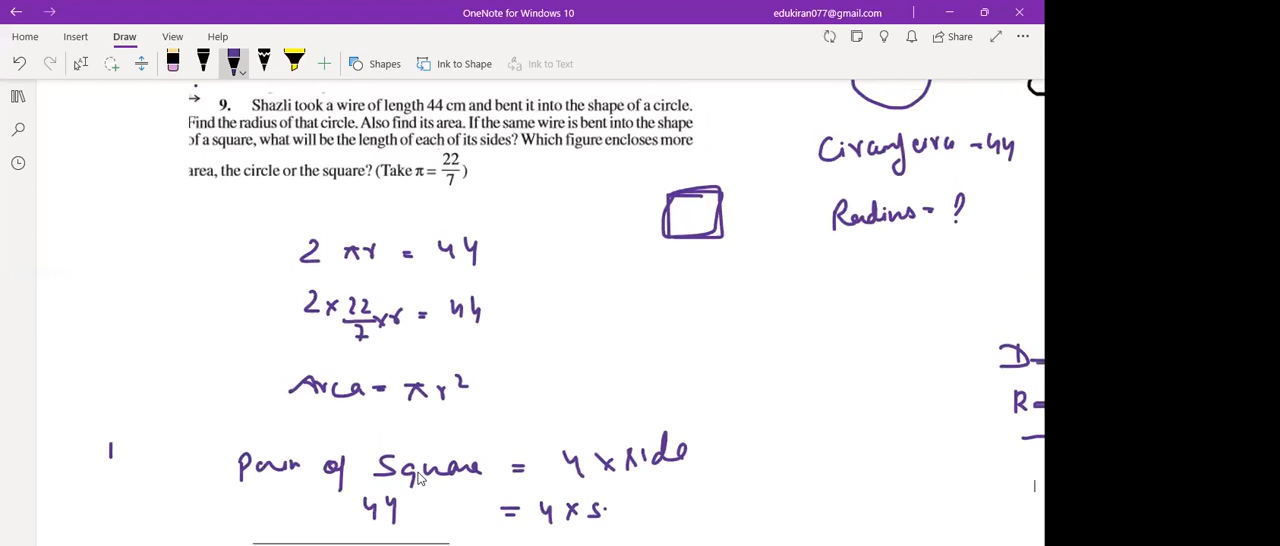 OneNote for Windows 10
edukiran077@gmail.com
Home Insert Draw View Help
Share
Shapes Ink to Shape Ink to Text
→ 9. Shazli took a wire of length 44 cm and bent it into the shape of a circle.
Find the radius of that circle. Also find its area. If the same wire is bent into the shape
of a square, what will be the length of each of its sides? Which figure encloses more
area, the circle or the square? (Take π = 22/7)
= 44
Radius = ?
2 πr = 44
2 × 22/7 × r = 44
Area = π r²
D=
R=
of Square = 4 × side
44 = 4 × s